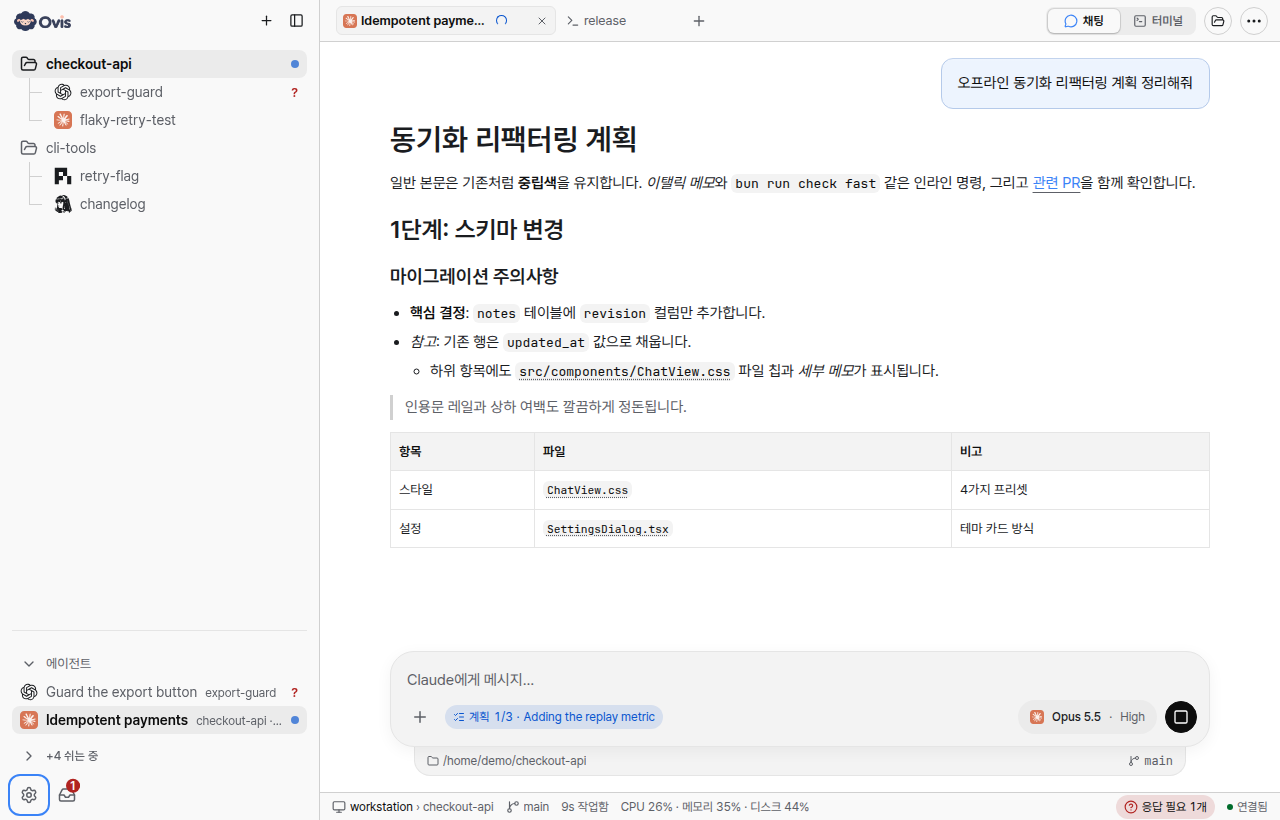 Ovis
checkout-api
export-guard ?
flaky-retry-test
cli-tools
retry-flag
changelog
에이전트
Guard the export button export-guard ?
Idempotent payments checkout-api ·...
+4 쉬는 중
1
Idempotent payme...
release
채팅
터미널
오프라인 동기화 리팩터링 계획 정리해줘
동기화 리팩터링 계획
일반 본문은 기존처럼 중립색을 유지합니다. 이탤릭 메모와 bun run check fast 같은 인라인 명령, 그리고 관련 PR을 함께 확인합니다.
1단계: 스키마 변경
마이그레이션 주의사항
핵심 결정: notes 테이블에 revision 컬럼만 추가합니다.
참고: 기존 행은 updated_at 값으로 채웁니다.
하위 항목에도 src/components/ChatView.css 파일 칩과 세부 메모가 표시됩니다.
인용문 레일과 상하 여백도 깔끔하게 정돈됩니다.
항목 파일 비고
스타일 ChatView.css 4가지 프리셋
설정 SettingsDialog.tsx 테마 카드 방식
Claude에게 메시지...
계획 1/3 · Adding the replay metric
Opus 5.5 · High
/home/demo/checkout-api
main
workstation › checkout-api main 9s 작업함 CPU 26% · 메모리 35% · 디스크 44%
응답 필요 1개
연결됨